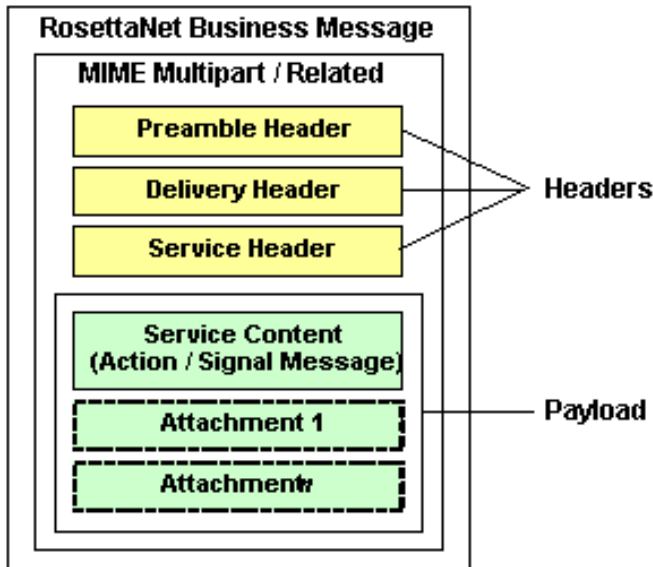 RosettaNet Business Message
MIME Multipart / Related
Preamble Header
Delivery Header
Service Header
Headers
Service Content
(Action / Signal Message)
Attachment 1
Payload
Attachment